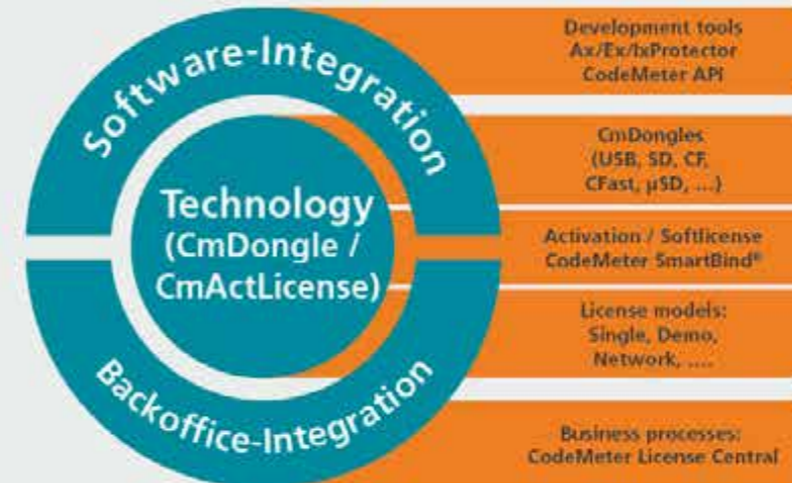 Software-Integration
Technology
(CmDongle /
CmActLicense)
Backoffice-Integration
Development tools
Ax/Ex/IxProtector
CodeMeter API
CmDongles
(USB, SD, CF,
CFast, µSD, ...)
Activation / Softlicense
CodeMeter SmartBind®
License models:
Single, Demo,
Network, ....
Business processes:
CodeMeter License Central